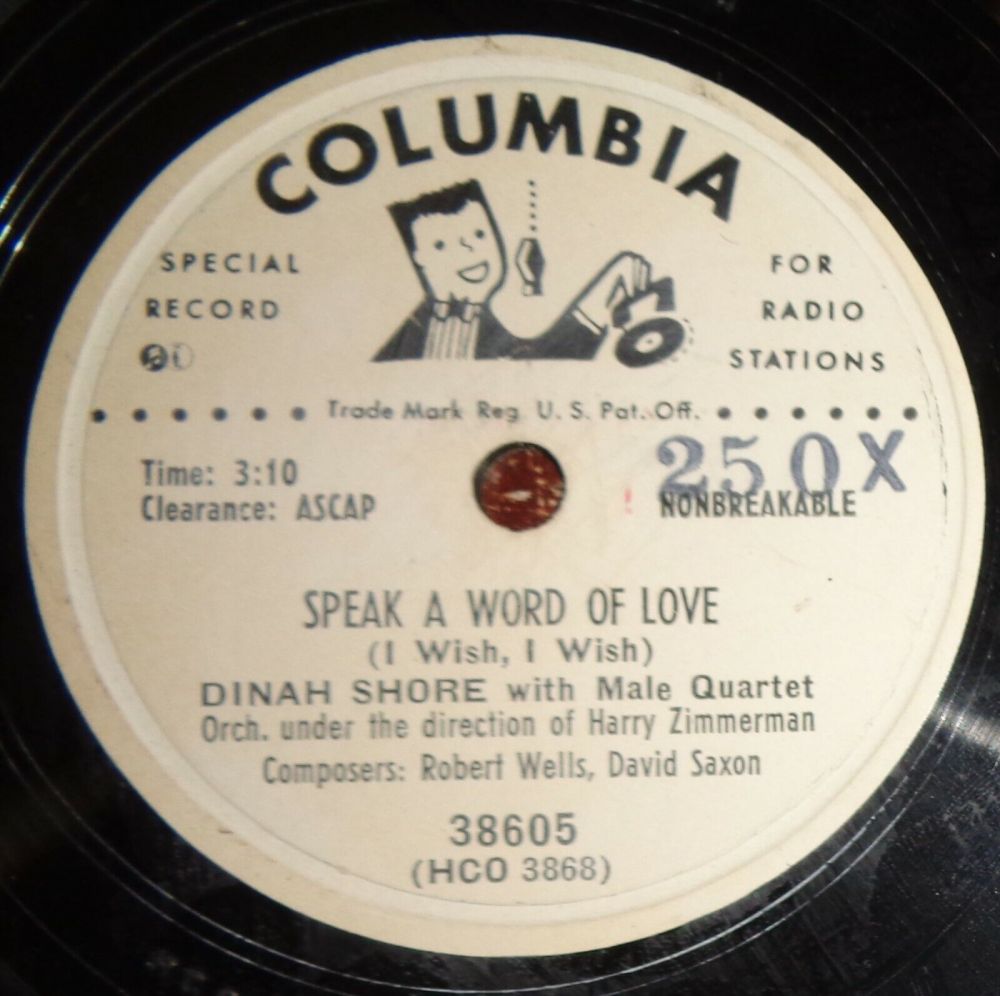 COLUMBIA
SPECIAL
RECORD
FOR
RADIO
STATIONS
Trade Mark Reg. U. S. Pat. Off.
Time: 3:10
Clearance: ASCAP
250X
NONBREAKABLE
SPEAK A WORD OF LOVE
(I Wish, I Wish)
DINAH SHORE with Male Quartet
Orch. under the direction of Harry Zimmerman
Composers: Robert Wells, David Saxon
38605
(HCO 3868)